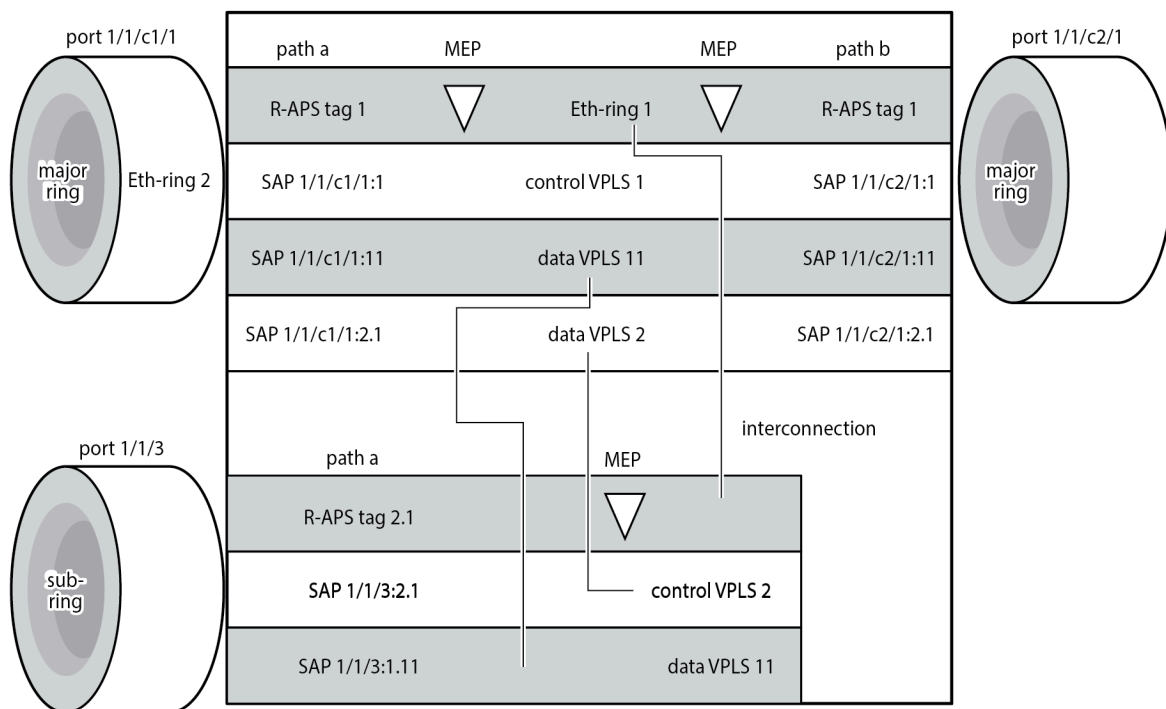 port 1/1/c1/1
path a
MEP
MEP
path b
port 1/1/c2/1
R-APS tag 1
Eth-ring 1
R-APS tag 1
major
ring
Eth-ring 2
SAP 1/1/c1/1:1
control VPLS 1
SAP 1/1/c2/1:1
major
ring
SAP 1/1/c1/1:11
data VPLS 11
SAP 1/1/c2/1:11
SAP 1/1/c1/1:2.1
data VPLS 2
SAP 1/1/c2/1:2.1
interconnection
port 1/1/3
path a
MEP
R-APS tag 2.1
sub-
ring
SAP 1/1/3:2.1
control VPLS 2
SAP 1/1/3:1.11
data VPLS 11